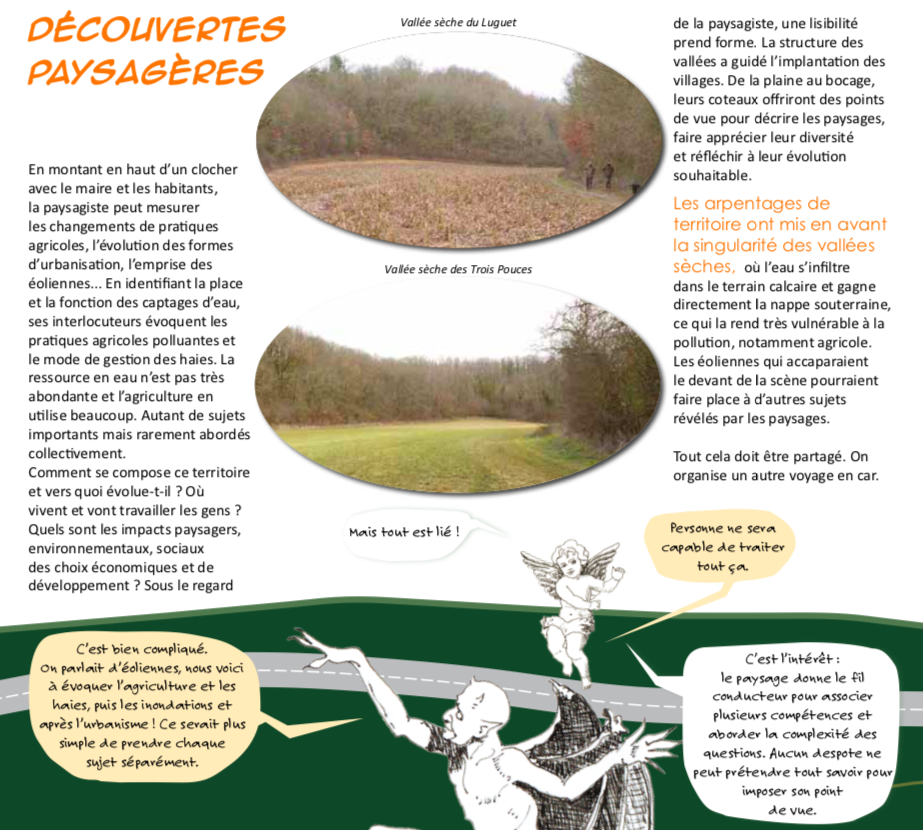 DÉCOUVERTES
PAYSAGÈRES
En montant en haut d’un clocher
avec le maire et les habitants,
la paysagiste peut mesurer
les changements de pratiques
agricoles, l’évolution des formes
d’urbanisation, l’emprise des
éoliennes... En identifiant la place
et la fonction des captages d’eau,
ses interlocuteurs évoquent les
pratiques agricoles polluantes et
le mode de gestion des haies. La
ressource en eau n’est pas très
abondante et l’agriculture en
utilise beaucoup. Autant de sujets
importants mais rarement abordés
collectivement.
Comment se compose ce territoire
et vers quoi évolue-t-il ? Où
vivent et vont travailler les gens ?
Quels sont les impacts paysagers,
environnementaux, sociaux
des choix économiques et de
développement ? Sous le regard
Vallée sèche du Luguet
Vallée sèche des Trois Pouces
de la paysagiste, une lisibilité
prend forme. La structure des
vallées a guidé l’implantation des
villages. De la plaine au bocage,
leurs coteaux offriront des points
de vue pour décrire les paysages,
faire apprécier leur diversité
et réfléchir à leur évolution
souhaitable.
Les arpentages de
territoire ont mis en avant
la singularité des vallées
sèches, où l’eau s’infiltre
dans le terrain calcaire et gagne
directement la nappe souterraine,
ce qui la rend très vulnérable à la
pollution, notamment agricole.
Les éoliennes qui accaparaient
le devant de la scène pourraient
faire place à d’autres sujets
révélés par les paysages.
Tout cela doit être partagé. On
organise un autre voyage en car.
Mais tout est lié !
Personne ne sera
capable de traiter
tout ça.
C’est bien compliqué.
On parlait d’éoliennes, nous voici
à évoquer l’agriculture et les
haies, puis les inondations et
après l’urbanisme ! Ce serait plus
simple de prendre chaque
sujet séparément.
C’est l’intérêt :
le paysage donne le fil
conducteur pour associer
plusieurs compétences et
aborder la complexité des
questions. Aucun despote ne
peut prétendre tout savoir pour
imposer son point
de vue.